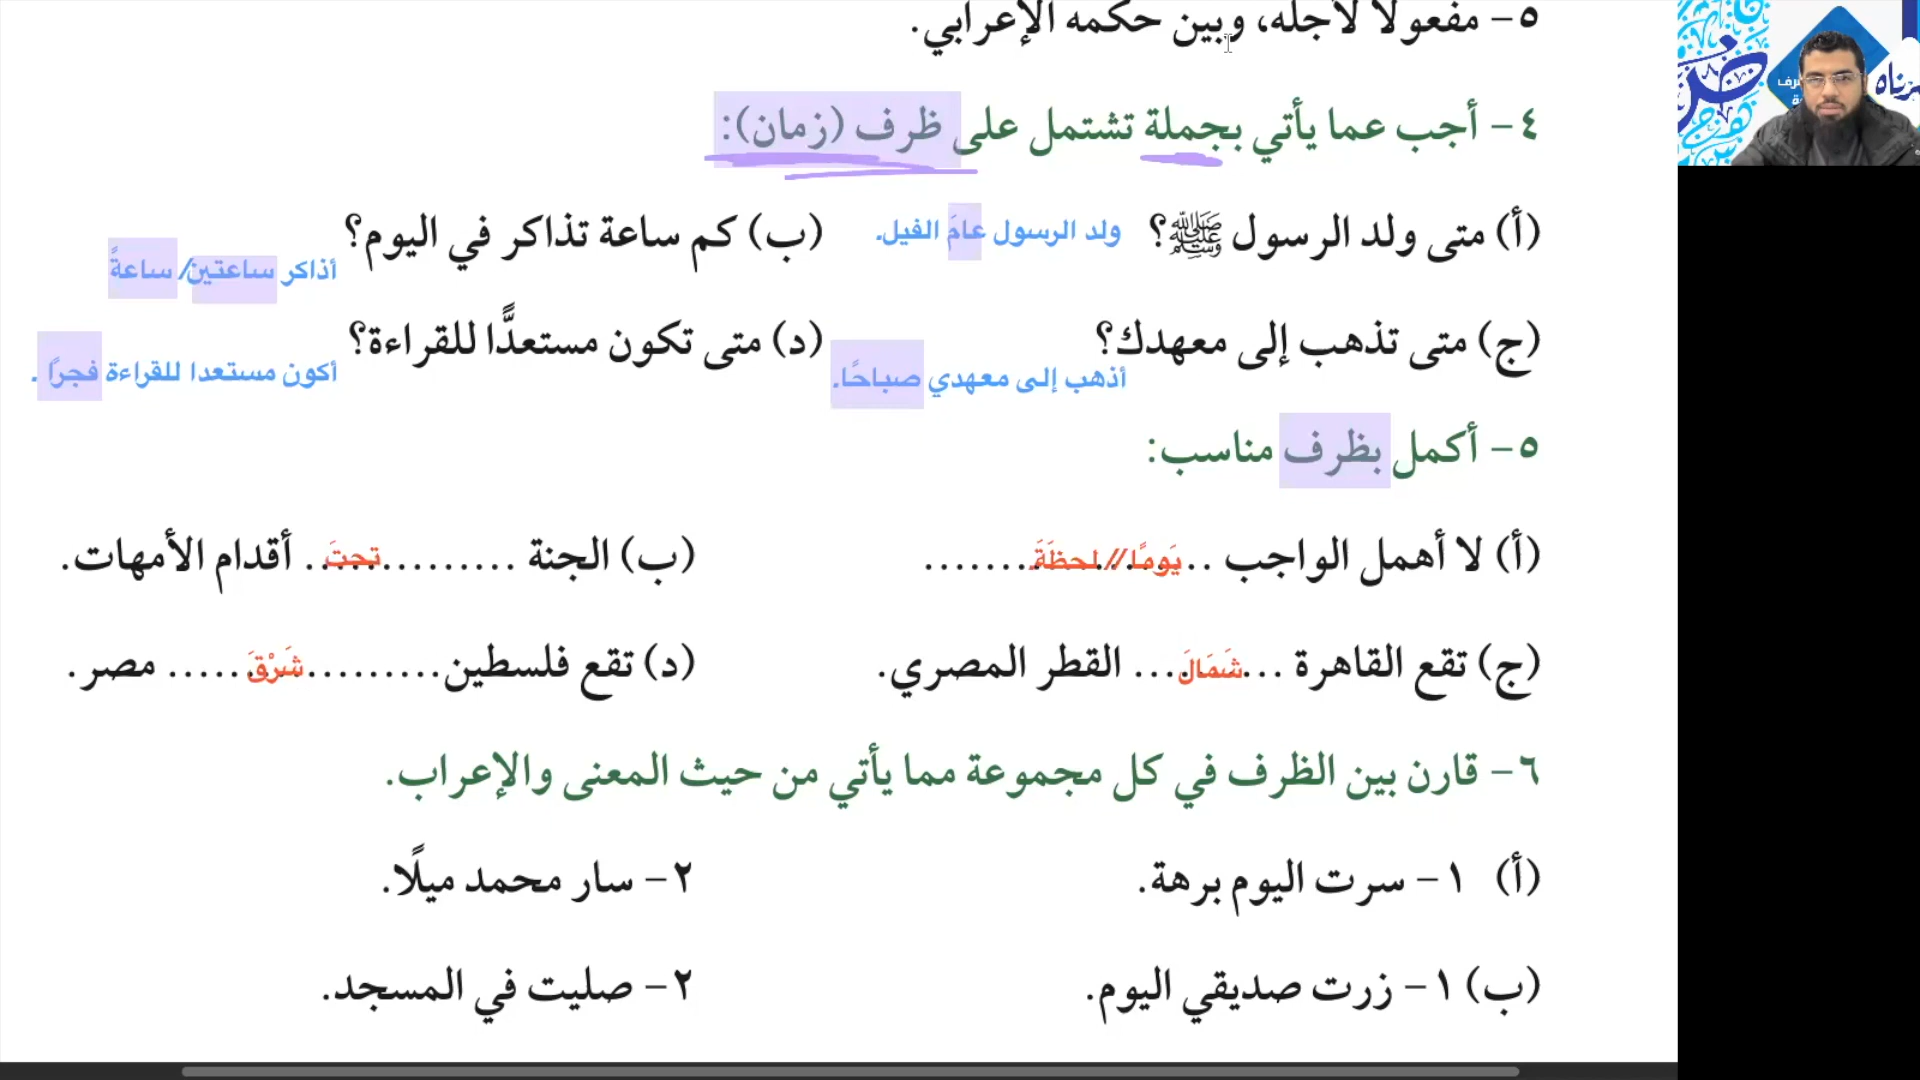 ٥- مفعولا لأجله، وبين حكمه الإعرابي.
٤- أجب عما يأتي بجملة تشتمل على ظرف (زمان):
(أ) متى ولد الرسول ﷺ؟ ولد الرسول عامَ الفيل. (ب) كم ساعة تذاكر في اليوم؟
أذاكر ساعتين/ ساعةً
(ج) متى تذهب إلى معهدك؟ (د) متى تكون مستعدًّا للقراءة؟
أذهب إلى معهدي صباحًا. أكون مستعدا للقراءة فجرًا .
٥- أكمل بظرف مناسب:
(أ) لا أهمل الواجب .. يَومًا// لحظَةَ ....... (ب) الجنة ....... تحتَ .. أقدام الأمهات.
(ج) تقع القاهرة ... شَمَالَ ... القطر المصري. (د) تقع فلسطين....... شَرْقَ ..... مصر.
٦- قارن بين الظرف في كل مجموعة مما يأتي من حيث المعنى والإعراب.
(أ) ١- سرت اليوم برهة. ٢- سار محمد ميلًا.
(ب) ١- زرت صديقي اليوم. ٢- صليت في المسجد.